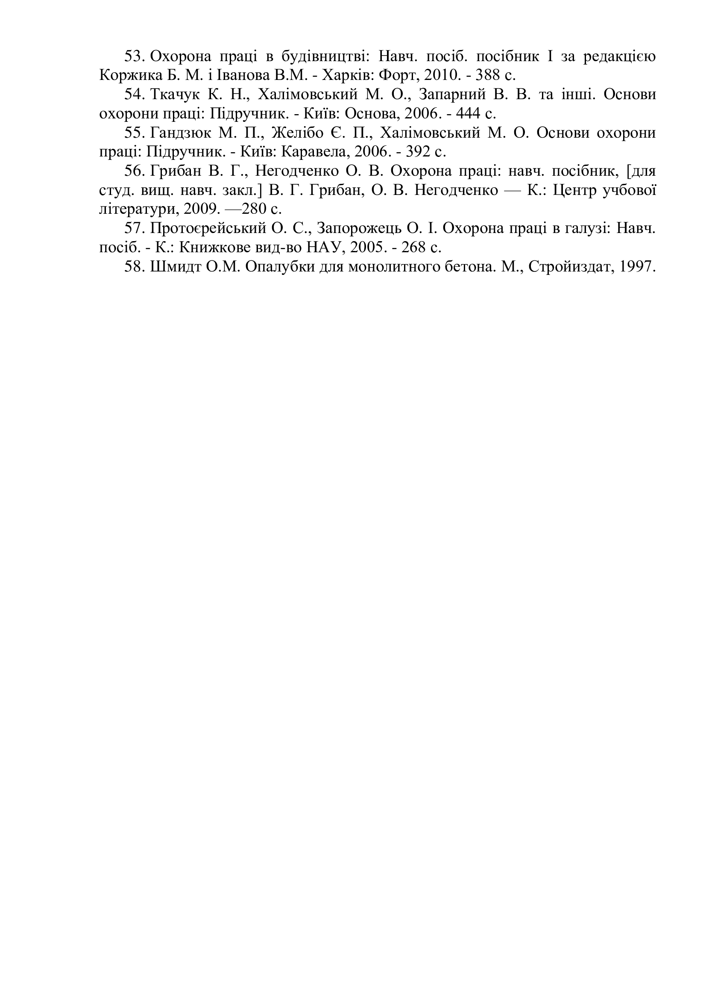 53. Охорона праці в будівництві: Навч. посіб. посібник І за редакцією
Коржика Б. М. і Іванова В.М. - Харків: Форт, 2010. - 388 с.
54. Ткачук К. Н., Халімовський М. О., Запарний В. В. та інші. Основи
охорони праці: Підручник. - Київ: Основа, 2006. - 444 с.
55. Гандзюк М. П., Желібо Є. П., Халімовський М. О. Основи охорони
праці: Підручник. - Київ: Каравела, 2006. - 392 с.
56. Грибан В. Г., Негодченко О. В. Охорона праці: навч. посібник, [для
студ. вищ. навч. закл.] В. Г. Грибан, О. В. Негодченко — К.: Центр учбової
літератури, 2009. —280 с.
57. Протоєрейський О. С., Запорожець О. І. Охорона праці в галузі: Навч.
посіб. - К.: Книжкове вид-во НАУ, 2005. - 268 с.
58. Шмидт О.М. Опалубки для монолитного бетона. М., Стройиздат, 1997.